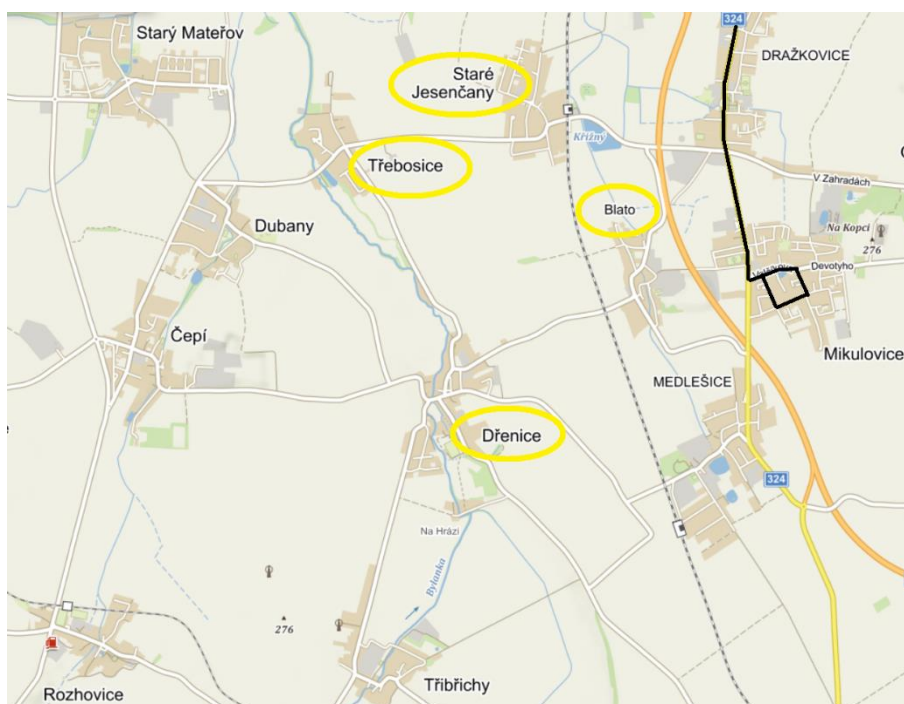 324
Starý Mateřov
DRAŽKOVICE
Staré
Jesenčany
Křižný
Třebosice
V Zahradách
Blato
Na Kopci
276
Dubany
Devotyho
Čepí
Mikulovice
MEDLEŠICE
Dřenice
324
Na Hrázi
Bylanka
276
Třibřichy
Rozhovice